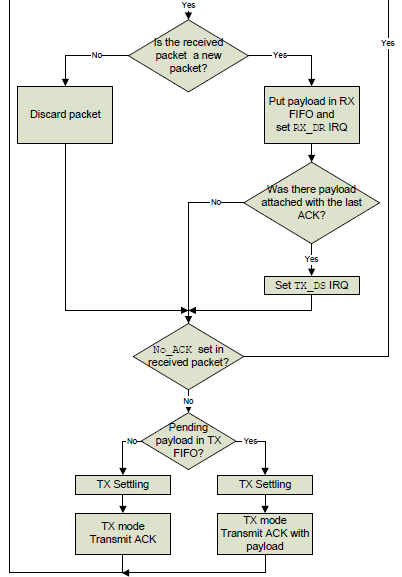 Yes
Is the received
packet a new
packet?
No
Yes
Yes
Discard packet
Put payload in RX
FIFO and
set RX_DR IRQ
Was there payload
attached with the last
ACK?
No
Yes
Set TX_DS IRQ
No_ACK set in
received packet?
No
Pending
payload in TX
FIFO?
No
Yes
TX Settling
TX Settling
TX mode
Transmit ACK
TX mode
Transmit ACK with
payload